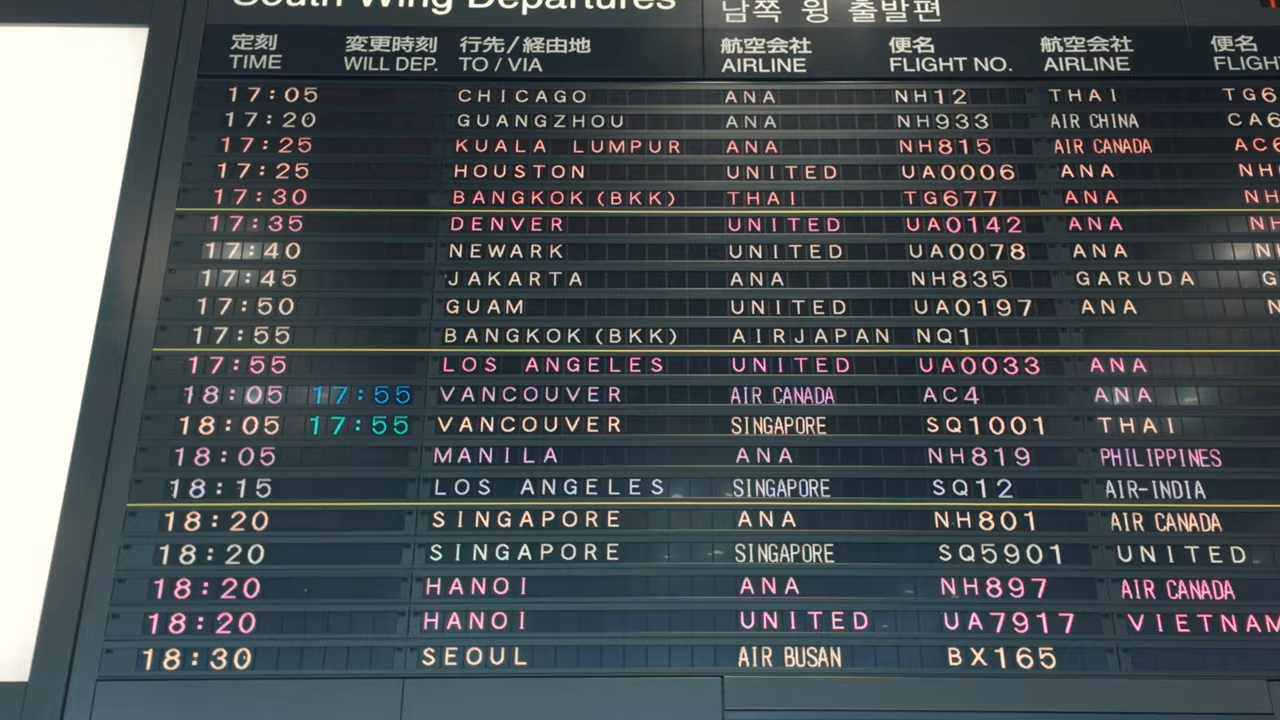 South Wing Departures 남쪽 윙 출발편
定刻 変更時刻 行先/経由地 航空会社 便名 航空会社 便名
TIME WILL DEP. TO / VIA AIRLINE FLIGHT NO. AIRLINE
17:05 CHICAGO ANA NH12 THAI
17:20 GUANGZHOU ANA NH933 AIR CHINA
17:25 KUALA LUMPUR ANA NH815 AIR CANADA
17:25 HOUSTON UNITED UA0006 ANA
17:30 BANGKOK (BKK) THAI TG677 ANA
17:35 DENVER UNITED UA0142 ANA
17:40 NEWARK UNITED UA0078 ANA
17:45 JAKARTA ANA NH835 GARUDA
17:50 GUAM UNITED UA0197 ANA
17:55 BANGKOK (BKK) AIRJAPAN NQ1
17:55 LOS ANGELES UNITED UA0033 ANA
18:05 17:55 VANCOUVER AIR CANADA AC4 ANA
18:05 17:55 VANCOUVER SINGAPORE SQ1001 THAI
18:05 MANILA ANA NH819 PHILIPPINES
18:15 LOS ANGELES SINGAPORE SQ12 AIR-INDIA
18:20 SINGAPORE ANA NH801 AIR CANADA
18:20 SINGAPORE SINGAPORE SQ5901 UNITED
18:20 HANOI ANA NH897 AIR CANADA
18:20 HANOI UNITED UA7917 VIETNAM
18:30 SEOUL AIR BUSAN BX165